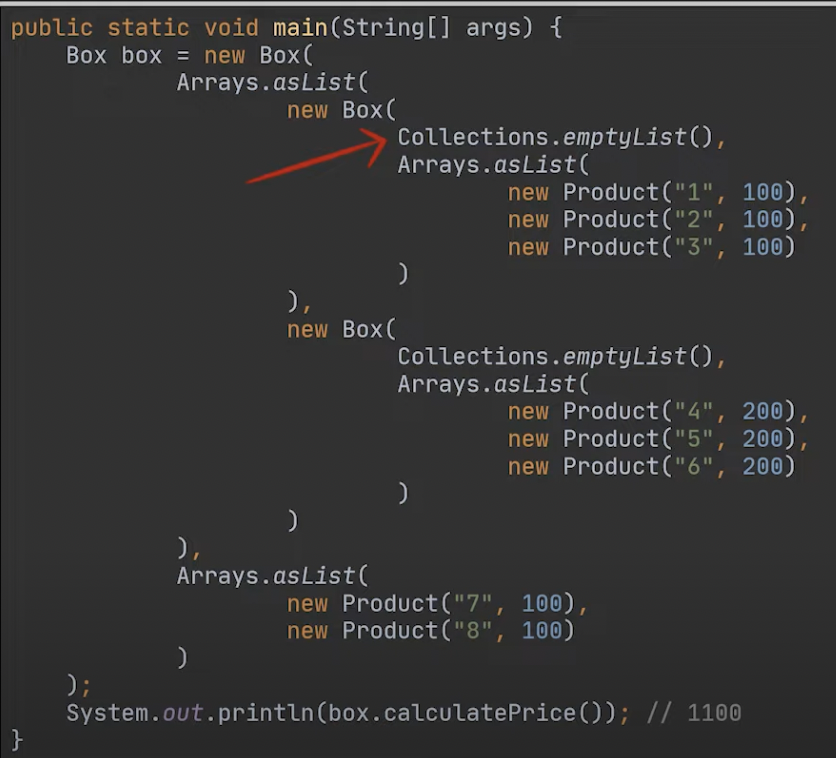 public static void main(String[] args) {
    Box box = new Box(
            Arrays.asList(
                    new Box(
                            Collections.emptyList(),
                            Arrays.asList(
                                    new Product("1", 100),
                                    new Product("2", 100),
                                    new Product("3", 100)
                            )
                    ),
                    new Box(
                            Collections.emptyList(),
                            Arrays.asList(
                                    new Product("4", 200),
                                    new Product("5", 200),
                                    new Product("6", 200)
                            )
                    )
            ),
            Arrays.asList(
                    new Product("7", 100),
                    new Product("8", 100)
            )
    );
    System.out.println(box.calculatePrice()); // 1100
}